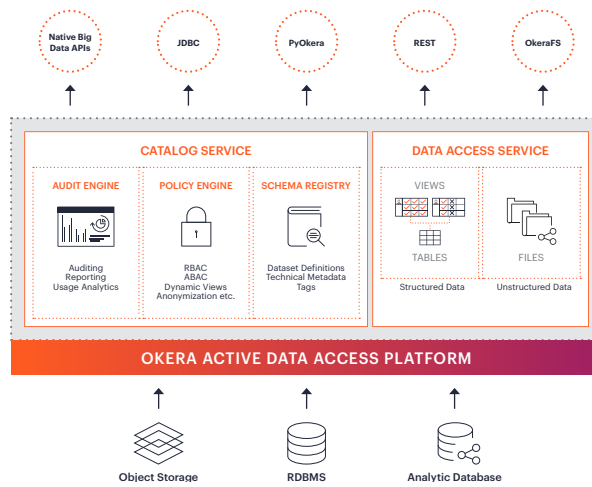 Native Big
Data APIs
JDBC
PyOkera
REST
OkeraFS
CATALOG SERVICE
DATA ACCESS SERVICE
AUDIT ENGINE
POLICY ENGINE
SCHEMA REGISTRY
VIEWS
TABLES
FILES
Auditing
Reporting
Usage Analytics
RBAC
ABAC
Dynamic Views
Anonymization etc.
Dataset Definitions
Technical Metadata
Tags
Structured Data
Unstructured Data
OKERA ACTIVE DATA ACCESS PLATFORM
Object Storage
RDBMS
Analytic Database